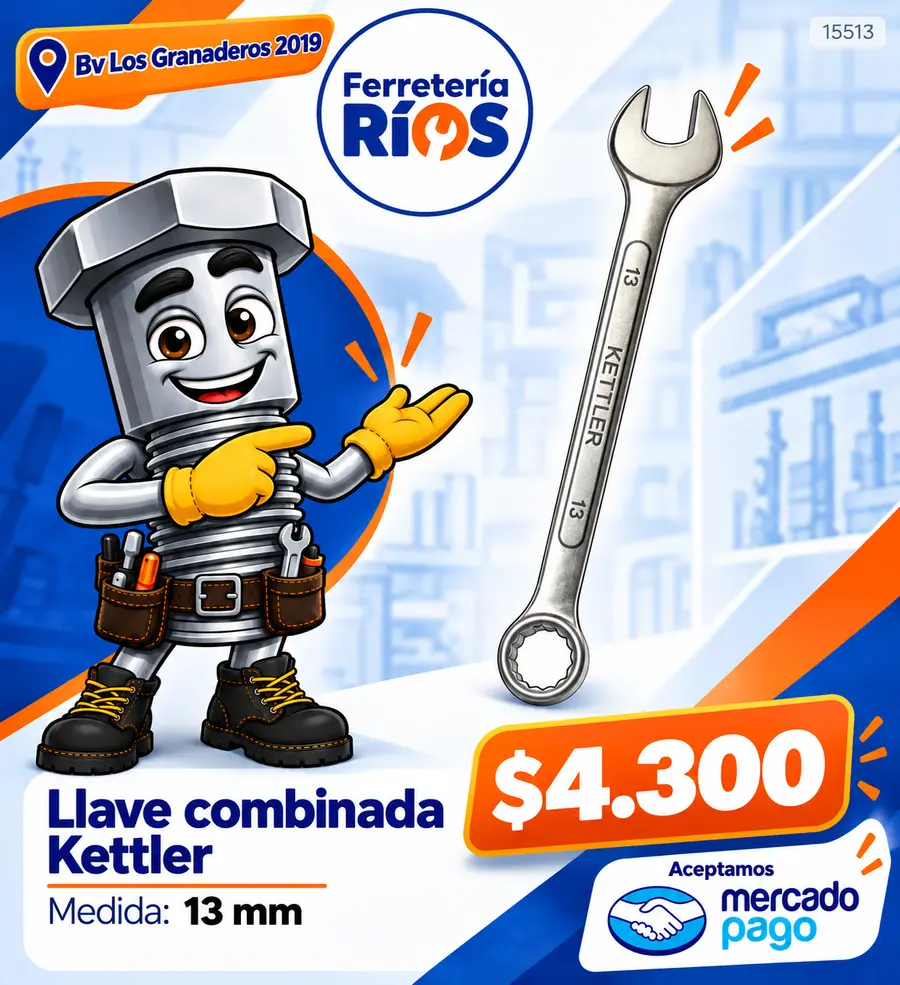 Bv Los Granaderos 2019
Ferretería
RÍOS
15513
13
KETTLER
13
Llave combinada
Kettler
Medida: 13 mm
$4.300
Aceptamos
mercado
pago